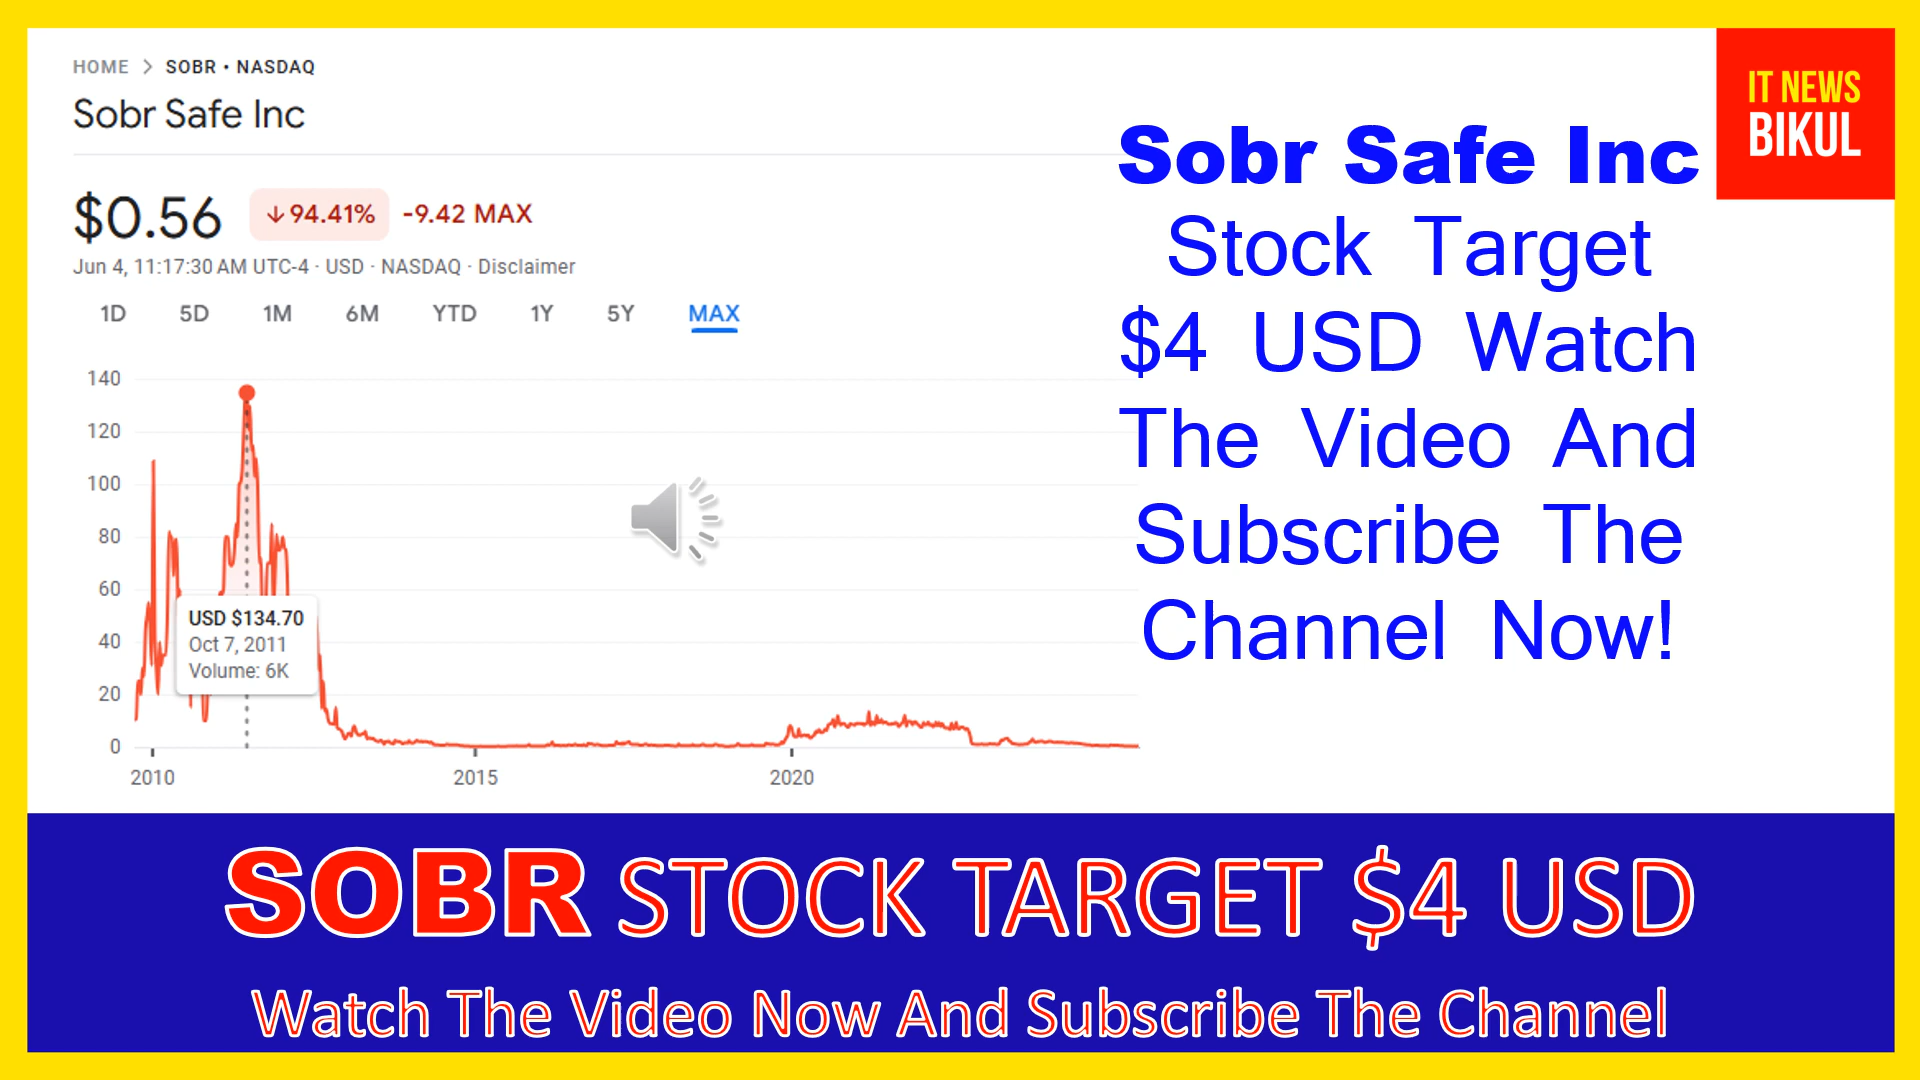 HOME > SOBR • NASDAQ
Sobr Safe Inc
$0.56 ↓94.41% -9.42 MAX
Jun 4, 11:17:30 AM UTC-4 · USD · NASDAQ · Disclaimer
1D 5D 1M 6M YTD 1Y 5Y MAX
140
120
100
80
60
40
20
0
USD $134.70
Oct 7, 2011
Volume: 6K
2010 2015 2020
Sobr Safe Inc
Stock Target
$4 USD Watch
The Video And
Subscribe The
Channel Now!
IT NEWS
BIKUL
SOBR STOCK TARGET $4 USD
Watch The Video Now And Subscribe The Channel